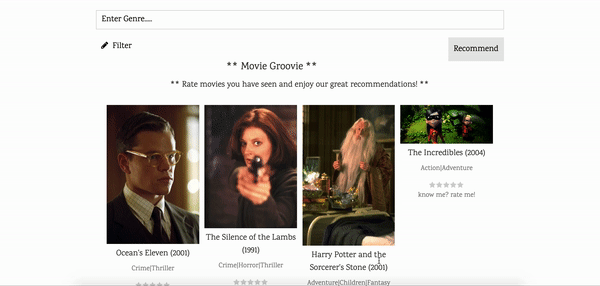 Enter Genre....
Filter
Recommend
** Movie Groovie **
** Rate movies you have seen and enjoy our great recommendations! **
Ocean's Eleven (2001)
Crime|Thriller
The Silence of the Lambs
(1991)
Crime|Horror|Thriller
Harry Potter and the
Sorcerer's Stone (2001)
Adventure|Children|Fantasy
The Incredibles (2004)
Action|Adventure
know me? rate me!